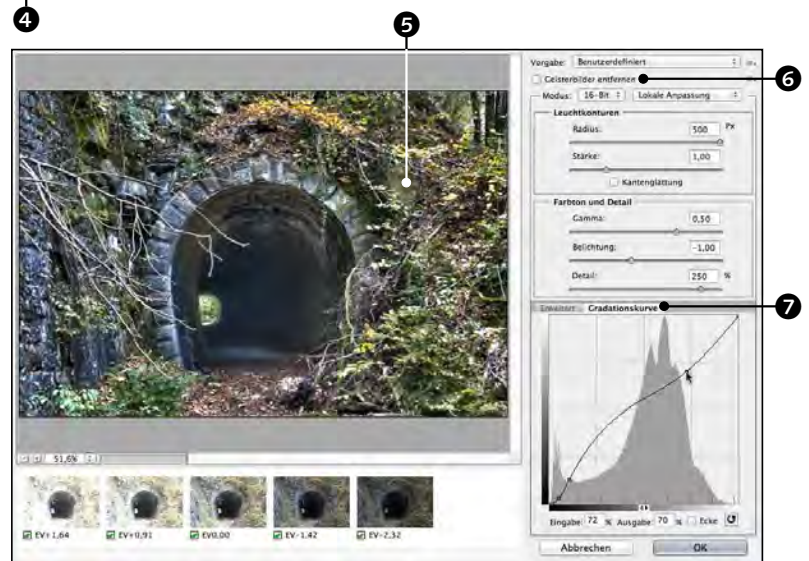 4
5
6
7
Vorgabe: Benutzerdefiniert
Geisterbilder entfernen
Modus: 16-Bit Lokale Anpassung
Leuchtkonturen
Radius: 500 Px
Stärke: 1,00
Kantenglättung
Farbton und Detail
Gamma: 0,50
Belichtung: -1,00
Detail: 250 %
Erweitert Gradationskurve
51,6%
EV+1,64 EV+0,91 EV0,00 EV-1,42 EV-2,32
Eingabe: 72 % Ausgabe: 70 % Ecke
Abbrechen OK